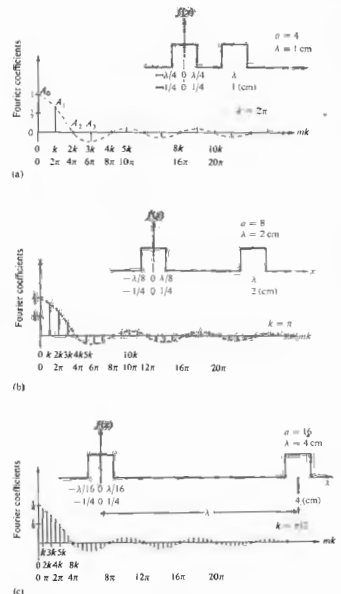 f(x)
a = 4
λ = 1 cm
Fourier coefficients
A₀
A₁
A₂ A₃
−λ/4 0 λ/4 λ
−1/4 0 1/4 1 (cm)
k = 2π
1
0
mk
0 k 2k 3k 4k 5k 8k 10k
0 2π 4π 6π 8π 10π 16π 20π
(a)
f(x)
a = 8
λ = 2 cm
Fourier coefficients
−λ/8 0 λ/8 λ x
−1/4 0 1/4 2 (cm)
k = π
mk
0 k 2k 3k 4k 5k 10k
0 2π 4π 6π 8π 10π 12π 16π 20π
(b)
f(x)
a = 16
λ = 4 cm
Fourier coefficients
−λ/16 0 λ/16 x
−1/4 0 1/4 4 (cm)
λ
mk
k 3k 5k
0 2k 4k 8k
0 π 2π 4π 8π 12π 16π 20π
(c)